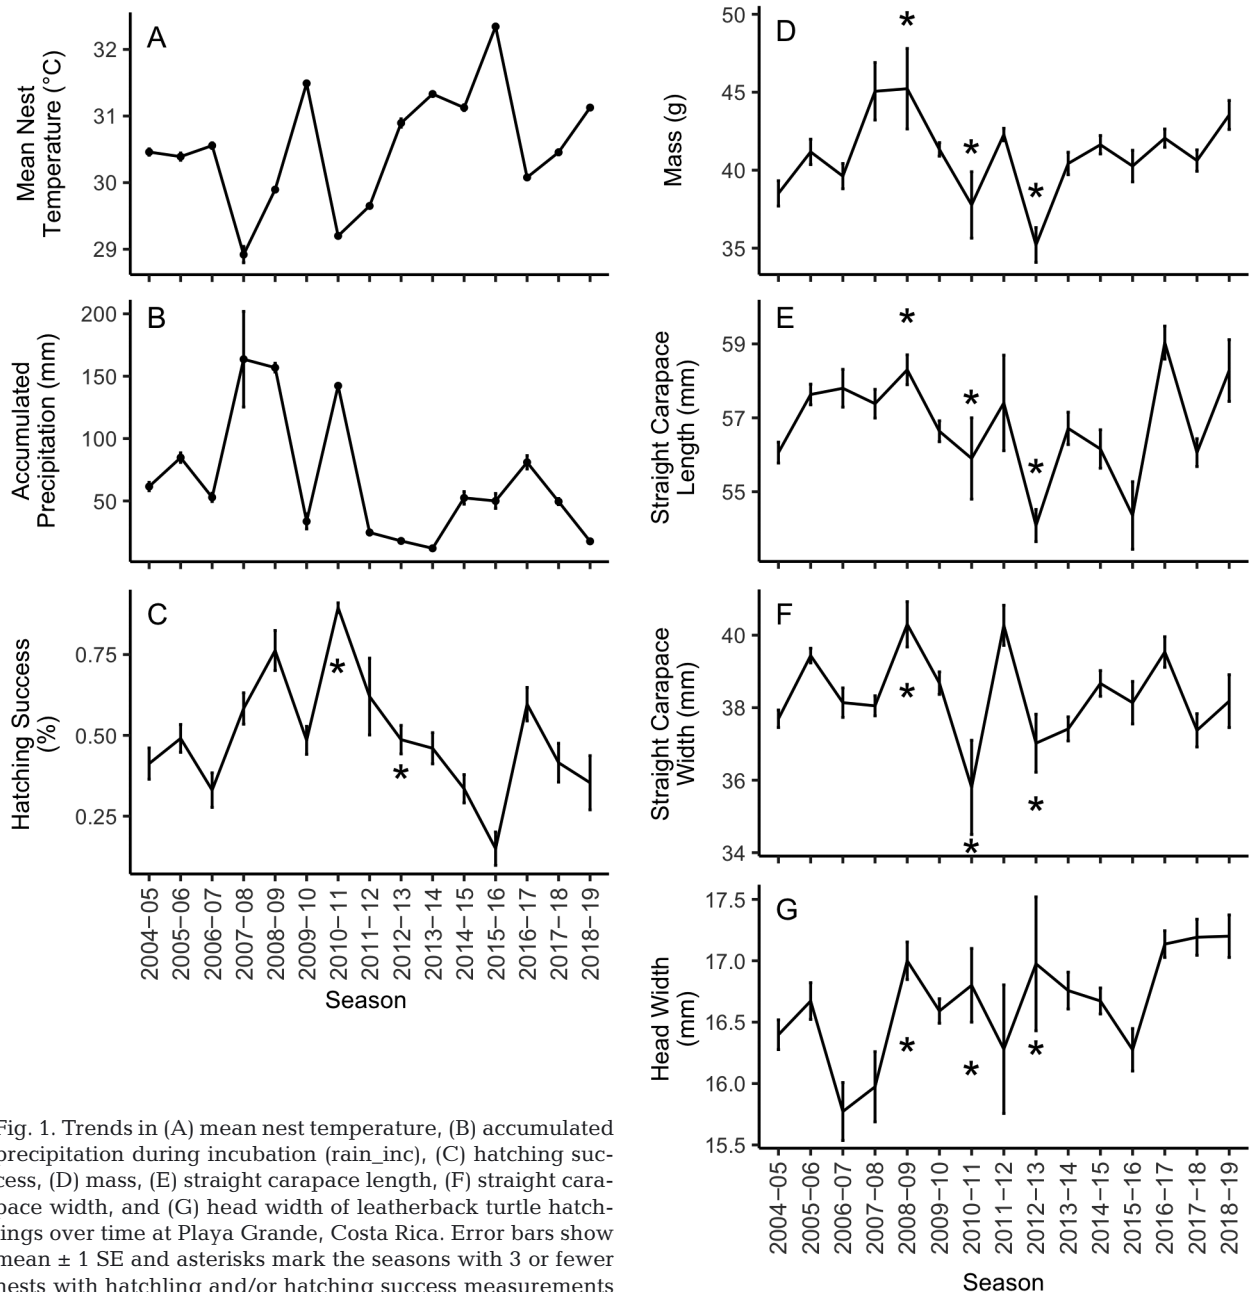 A
Mean Nest
Temperature (°C)
32
31
30
29
B
Accumulated
Precipitation (mm)
200
150
100
50
C
Hatching Success
(%)
0.75
0.50
0.25
*
*
2004–05
2005–06
2006–07
2007–08
2008–09
2009–10
2010–11
2011–12
2012–13
2013–14
2014–15
2015–16
2016–17
2017–18
2018–19
Season
D
Mass (g)
50
45
40
35
*
*
*
E
Straight Carapace
Length (mm)
59
57
55
*
*
*
F
Straight Carapace
Width (mm)
40
38
36
34
*
*
*
G
Head Width
(mm)
17.5
17.0
16.5
16.0
15.5
*
*
*
2004–05
2005–06
2006–07
2007–08
2008–09
2009–10
2010–11
2011–12
2012–13
2013–14
2014–15
2015–16
2016–17
2017–18
2018–19
Season
Fig. 1. Trends in (A) mean nest temperature, (B) accumulated
precipitation during incubation (rain_inc), (C) hatching suc-
cess, (D) mass, (E) straight carapace length, (F) straight cara-
pace width, and (G) head width of leatherback turtle hatch-
lings over time at Playa Grande, Costa Rica. Error bars show
mean ± 1 SE and asterisks mark the seasons with 3 or fewer
nests with hatchling and/or hatching success measurements